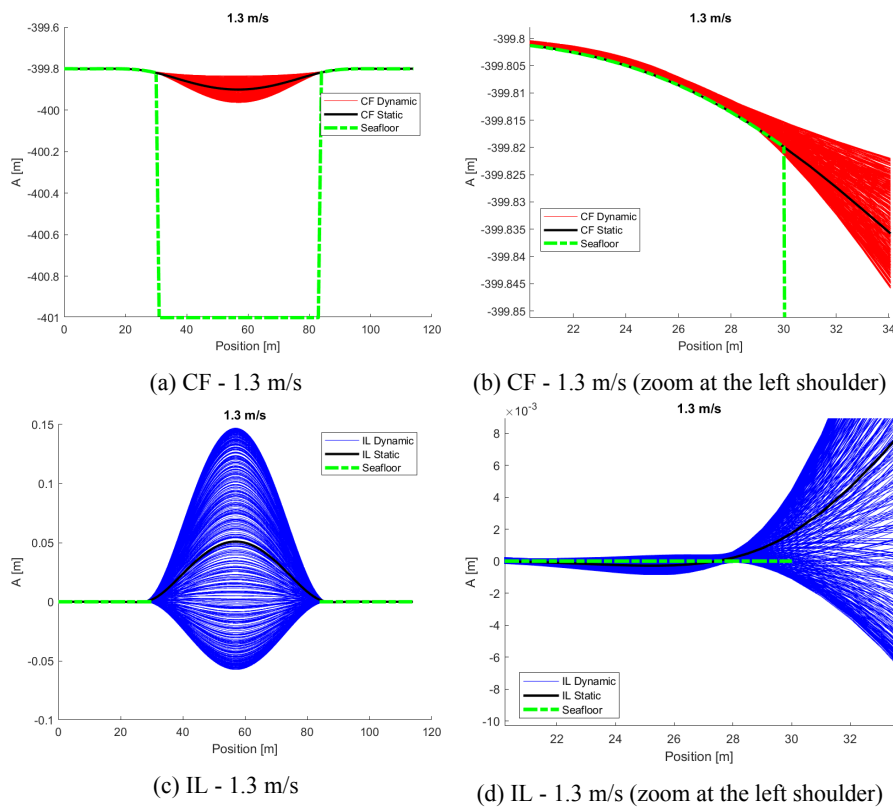 1.3 m/s
-399.6
-399.8
-400
-400.2
-400.4
-400.6
-400.8
-401
A [m]
0 20 40 60 80 100 120
Position [m]
CF Dynamic
CF Static
Seafloor
(a) CF - 1.3 m/s
1.3 m/s
-399.8
-399.805
-399.81
-399.815
-399.82
-399.825
-399.83
-399.835
-399.84
-399.845
-399.85
A [m]
22 24 26 28 30 32 34
Position [m]
CF Dynamic
CF Static
Seafloor
(b) CF - 1.3 m/s (zoom at the left shoulder)
1.3 m/s
0.15
0.1
0.05
0
-0.05
-0.1
A [m]
0 20 40 60 80 100 120
Position [m]
IL Dynamic
IL Static
Seafloor
(c) IL - 1.3 m/s
× 10⁻³
1.3 m/s
8
6
4
2
0
-2
-4
-6
-8
-10
A [m]
22 24 26 28 30 32
Position [m]
IL Dynamic
IL Static
Seafloor
(d) IL - 1.3 m/s (zoom at the left shoulder)